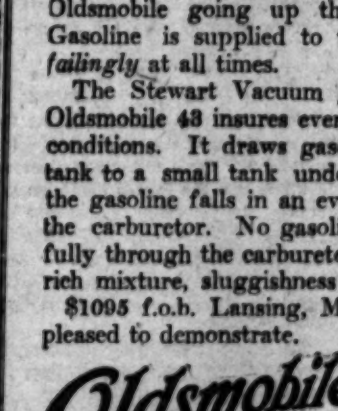 Oldsmobile going up th
Gasoline is supplied to
failingly at all times.
The Stewart Vacuum
Oldsmobile 43 insures ever
conditions. It draws gas
tank to a small tank und
the gasoline falls in an ev
the carburetor. No gasoli
fully through the carburet
rich mixture, sluggishness
$1095 f.o.b. Lansing, M
pleased to demonstrate.
Oldsmobile